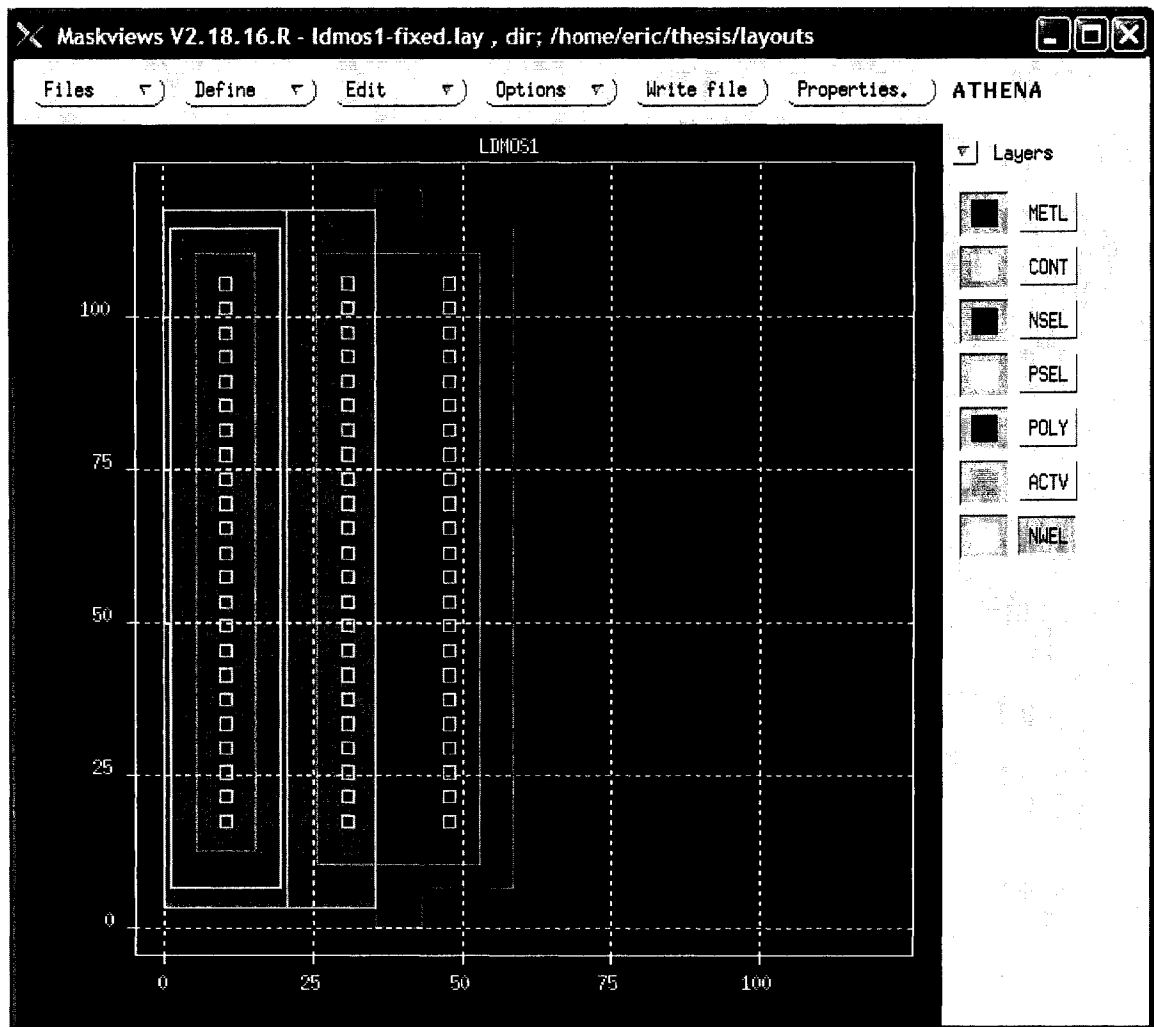 Maskviews V2.18.16.R - ldmos1-fixed.lay , dir; /home/eric/thesis/layouts
Files Define Edit Options Write file Properties. ATHENA
LDMOS1
Layers
METL
CONT
NSEL
PSEL
POLY
ACTV
NWEL
100
75
50
25
0
0 25 50 75 100